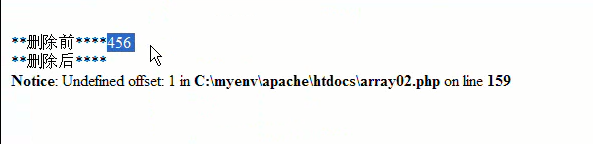 **删除前****456
**删除后****
Notice: Undefined offset: 1 in C:\myenv\apache\htdocs\array02.php on line 159